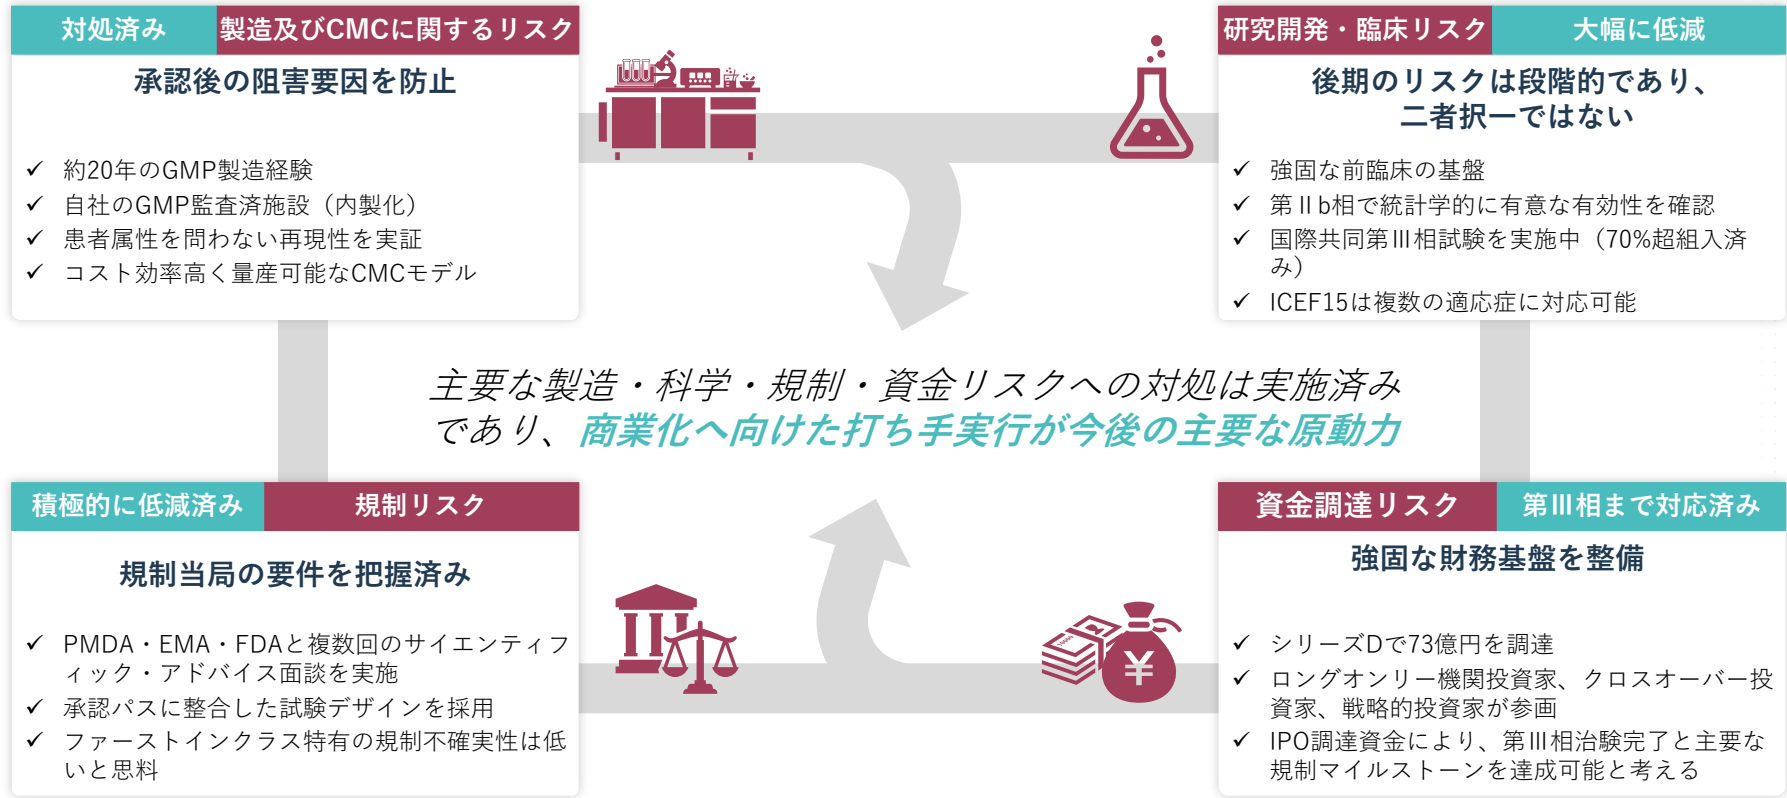 対処済み
製造及びCMCに関するリスク
承認後の阻害要因を防止
✓ 約20年のGMP製造経験
✓ 自社のGMP監査済施設（内製化）
✓ 患者属性を問わない再現性を実証
✓ コスト効率高く量産可能なCMCモデル
研究開発・臨床リスク
大幅に低減
後期のリスクは段階的であり、
二者択一ではない
✓ 強固な前臨床の基盤
✓ 第Ⅱb相で統計学的に有意な有効性を確認
✓ 国際共同第Ⅲ相試験を実施中（70%超組入済
み）
✓ ICEF15は複数の適応症に対応可能
主要な製造・科学・規制・資金リスクへの対処は実施済み
であり、商業化へ向けた打ち手実行が今後の主要な原動力
積極的に低減済み
規制リスク
規制当局の要件を把握済み
✓ PMDA・EMA・FDAと複数回のサイエンティフ
ィック・アドバイス面談を実施
✓ 承認パスに整合した試験デザインを採用
✓ ファーストインクラス特有の規制不確実性は低
いと思料
資金調達リスク
第Ⅲ相まで対応済み
強固な財務基盤を整備
✓ シリーズDで73億円を調達
✓ ロングオンリー機関投資家、クロスオーバー投
資家、戦略的投資家が参画
✓ IPO調達資金により、第Ⅲ相治験完了と主要な
規制マイルストーンを達成可能と考える
¥